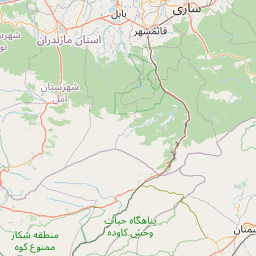 ساری
بابل
قائمشهر
استان مازندران
شهرستان
آمل
پناهگاه حیات
وحش کاوده
منطقه شکار
ممنوع کوه